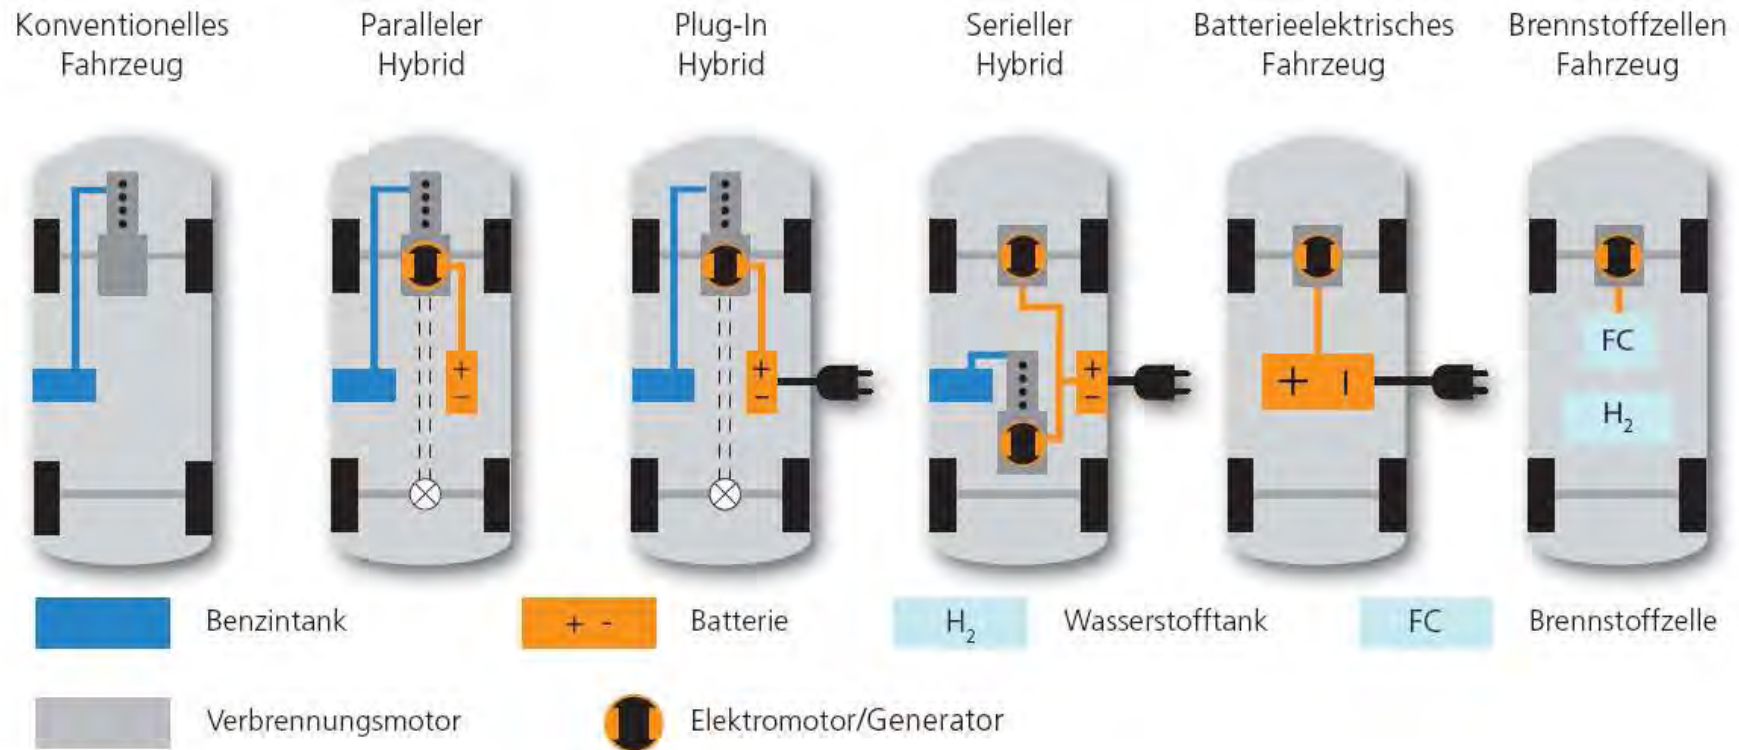 Konventionelles
Fahrzeug
Paralleler
Hybrid
Plug-In
Hybrid
Serieller
Hybrid
Batterieelektrisches
Fahrzeug
Brennstoffzellen
Fahrzeug
+
−
+
−
+
−
+ −
FC
H₂
Benzintank
+ -
Batterie
H₂
Wasserstofftank
FC
Brennstoffzelle
Verbrennungsmotor
Elektromotor/Generator